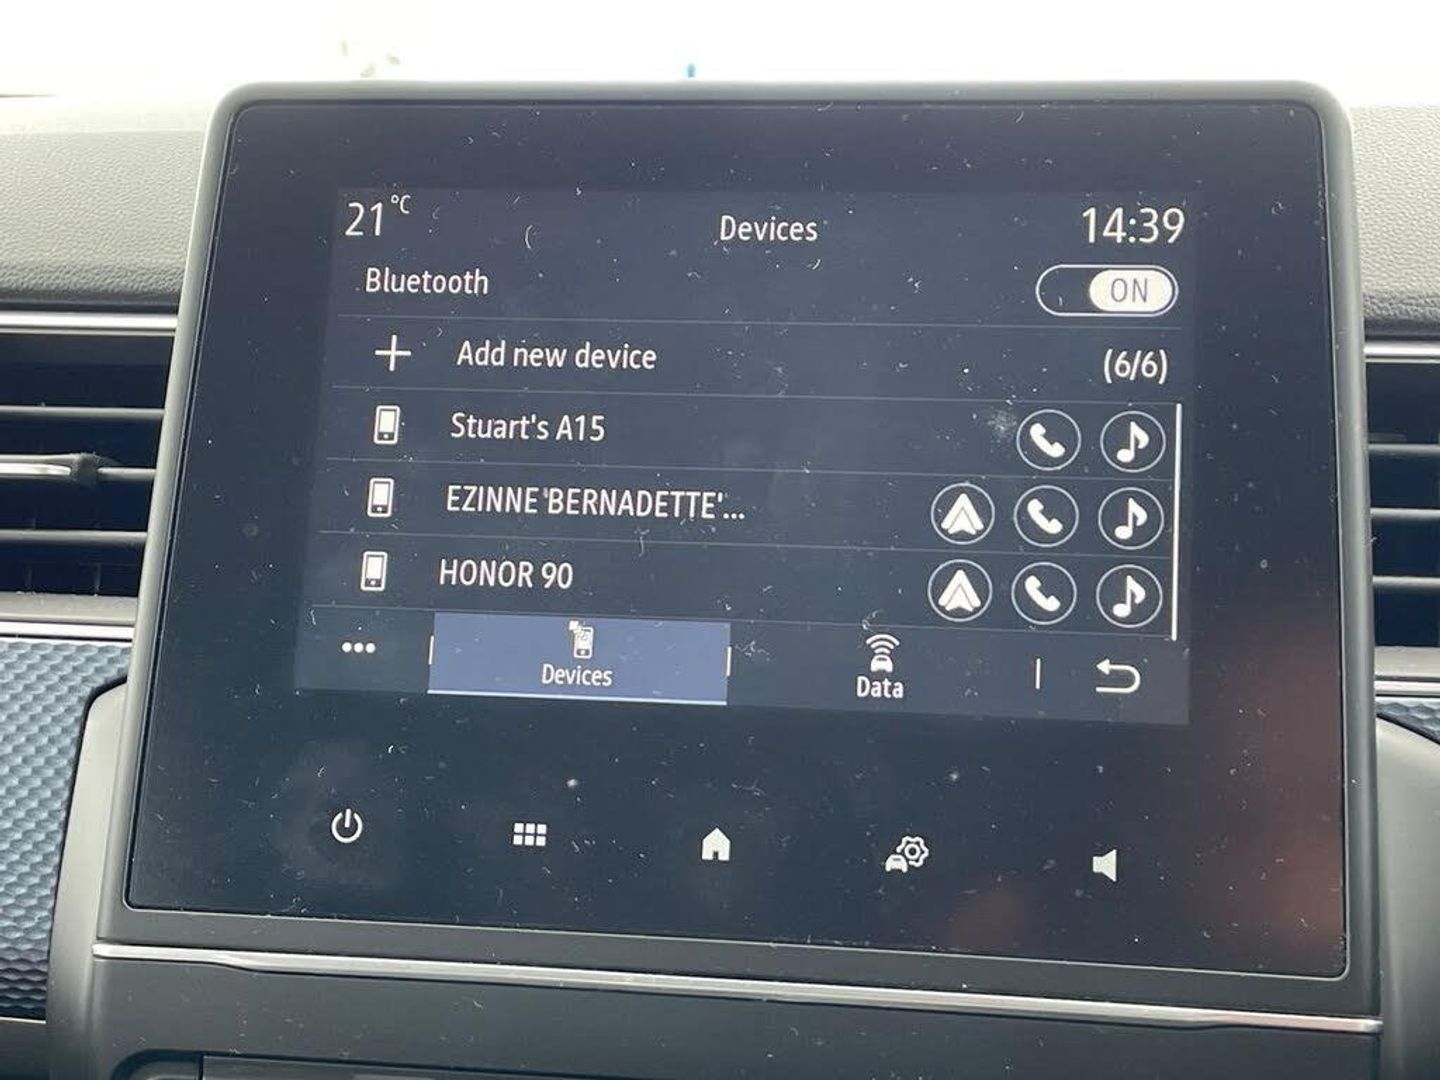 21°C Devices 14:39
Bluetooth ON
Add new device (6/6)
Stuart's A15
EZINNE'BERNADETTE'...
HONOR 90
Devices
Data